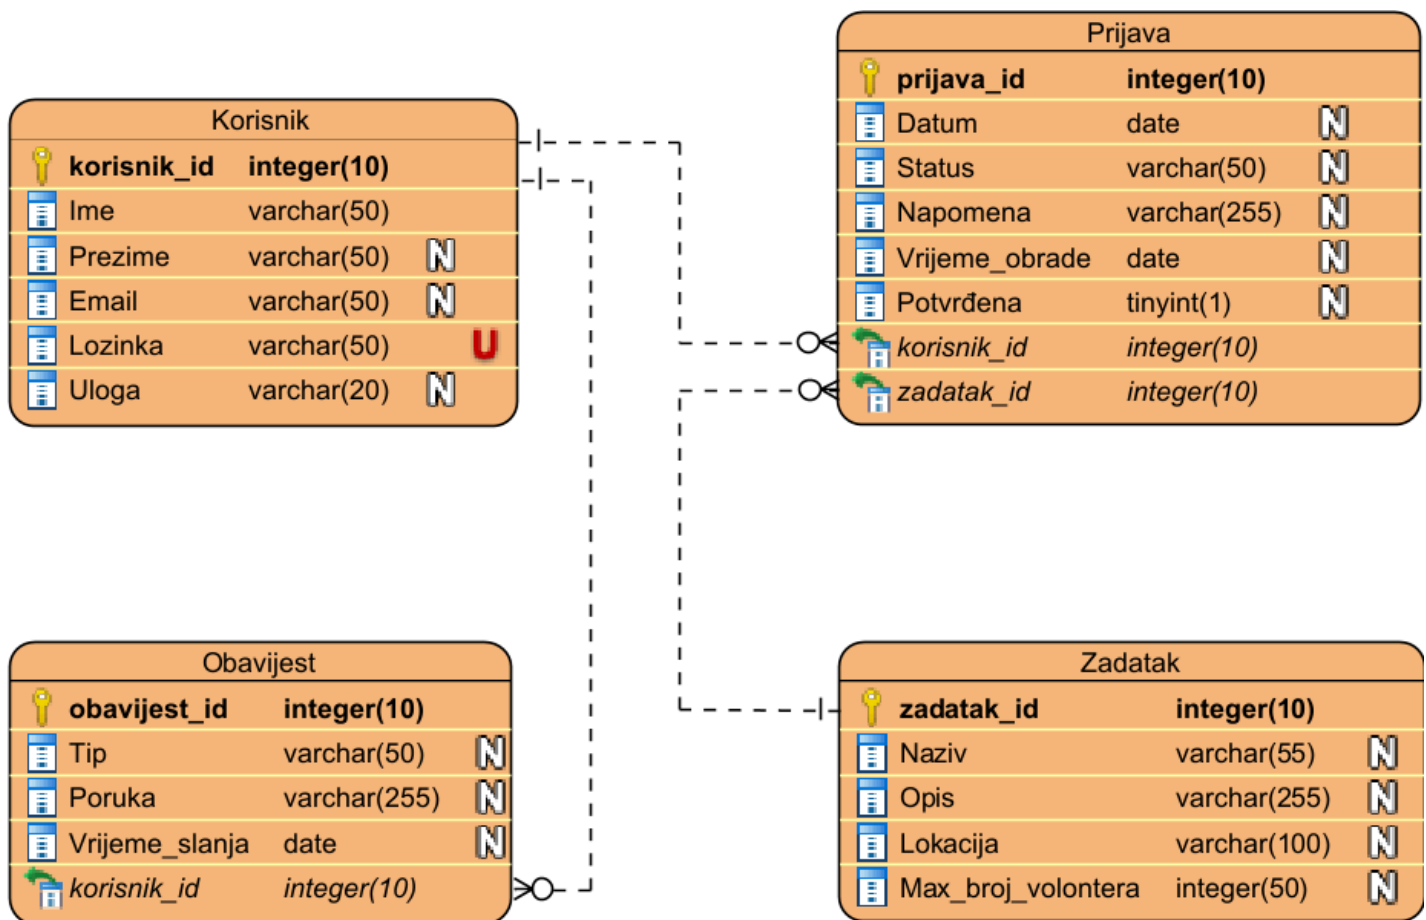 Korisnik
korisnik_id integer(10)
Ime varchar(50)
Prezime varchar(50) N
Email varchar(50) N
Lozinka varchar(50) U
Uloga varchar(20) N
Prijava
prijava_id integer(10)
Datum date N
Status varchar(50) N
Napomena varchar(255) N
Vrijeme_obrade date N
Potvrđena tinyint(1) N
korisnik_id integer(10)
zadatak_id integer(10)
Obavijest
obavijest_id integer(10)
Tip varchar(50) N
Poruka varchar(255) N
Vrijeme_slanja date N
korisnik_id integer(10)
Zadatak
zadatak_id integer(10)
Naziv varchar(55) N
Opis varchar(255) N
Lokacija varchar(100) N
Max_broj_volontera integer(50) N